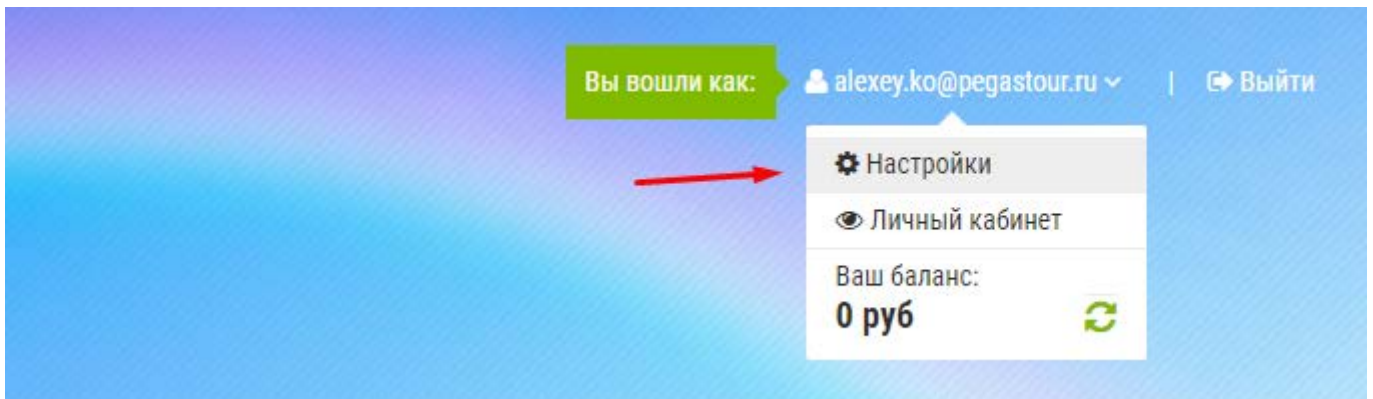 Вы вошли как: alexey.ko@pegastour.ru | Выйти
Настройки
Личный кабинет
Ваш баланс:
0 руб